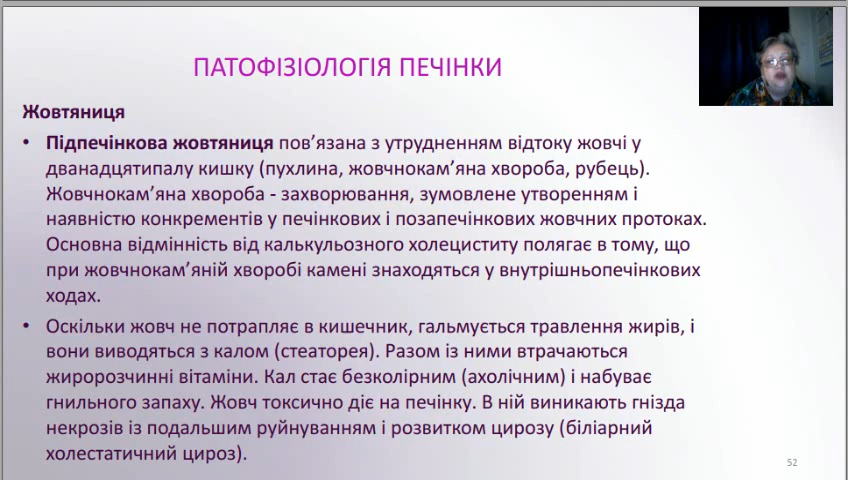 ПАТОФІЗІОЛОГІЯ ПЕЧІНКИ
Жовтяниця
• Підпечінкова жовтяниця пов’язана з утрудненням відтоку жовчі у
дванадцятипалу кишку (пухлина, жовчнокам’яна хвороба, рубець).
Жовчнокам’яна хвороба - захворювання, зумовлене утворенням і
наявністю конкрементів у печінкових і позапечінкових жовчних протоках.
Основна відмінність від калькульозного холециститу полягає в тому, що
при жовчнокам’яній хворобі камені знаходяться у внутрішньопечінкових
ходах.
• Оскільки жовч не потрапляє в кишечник, гальмується травлення жирів, і
вони виводяться з калом (стеаторея). Разом із ними втрачаються
жиророзчинні вітаміни. Кал стає безколірним (ахолічним) і набуває
гнильного запаху. Жовч токсично діє на печінку. В ній виникають гнізда
некрозів із подальшим руйнуванням і розвитком цирозу (біліарний
холестатичний цироз).
52